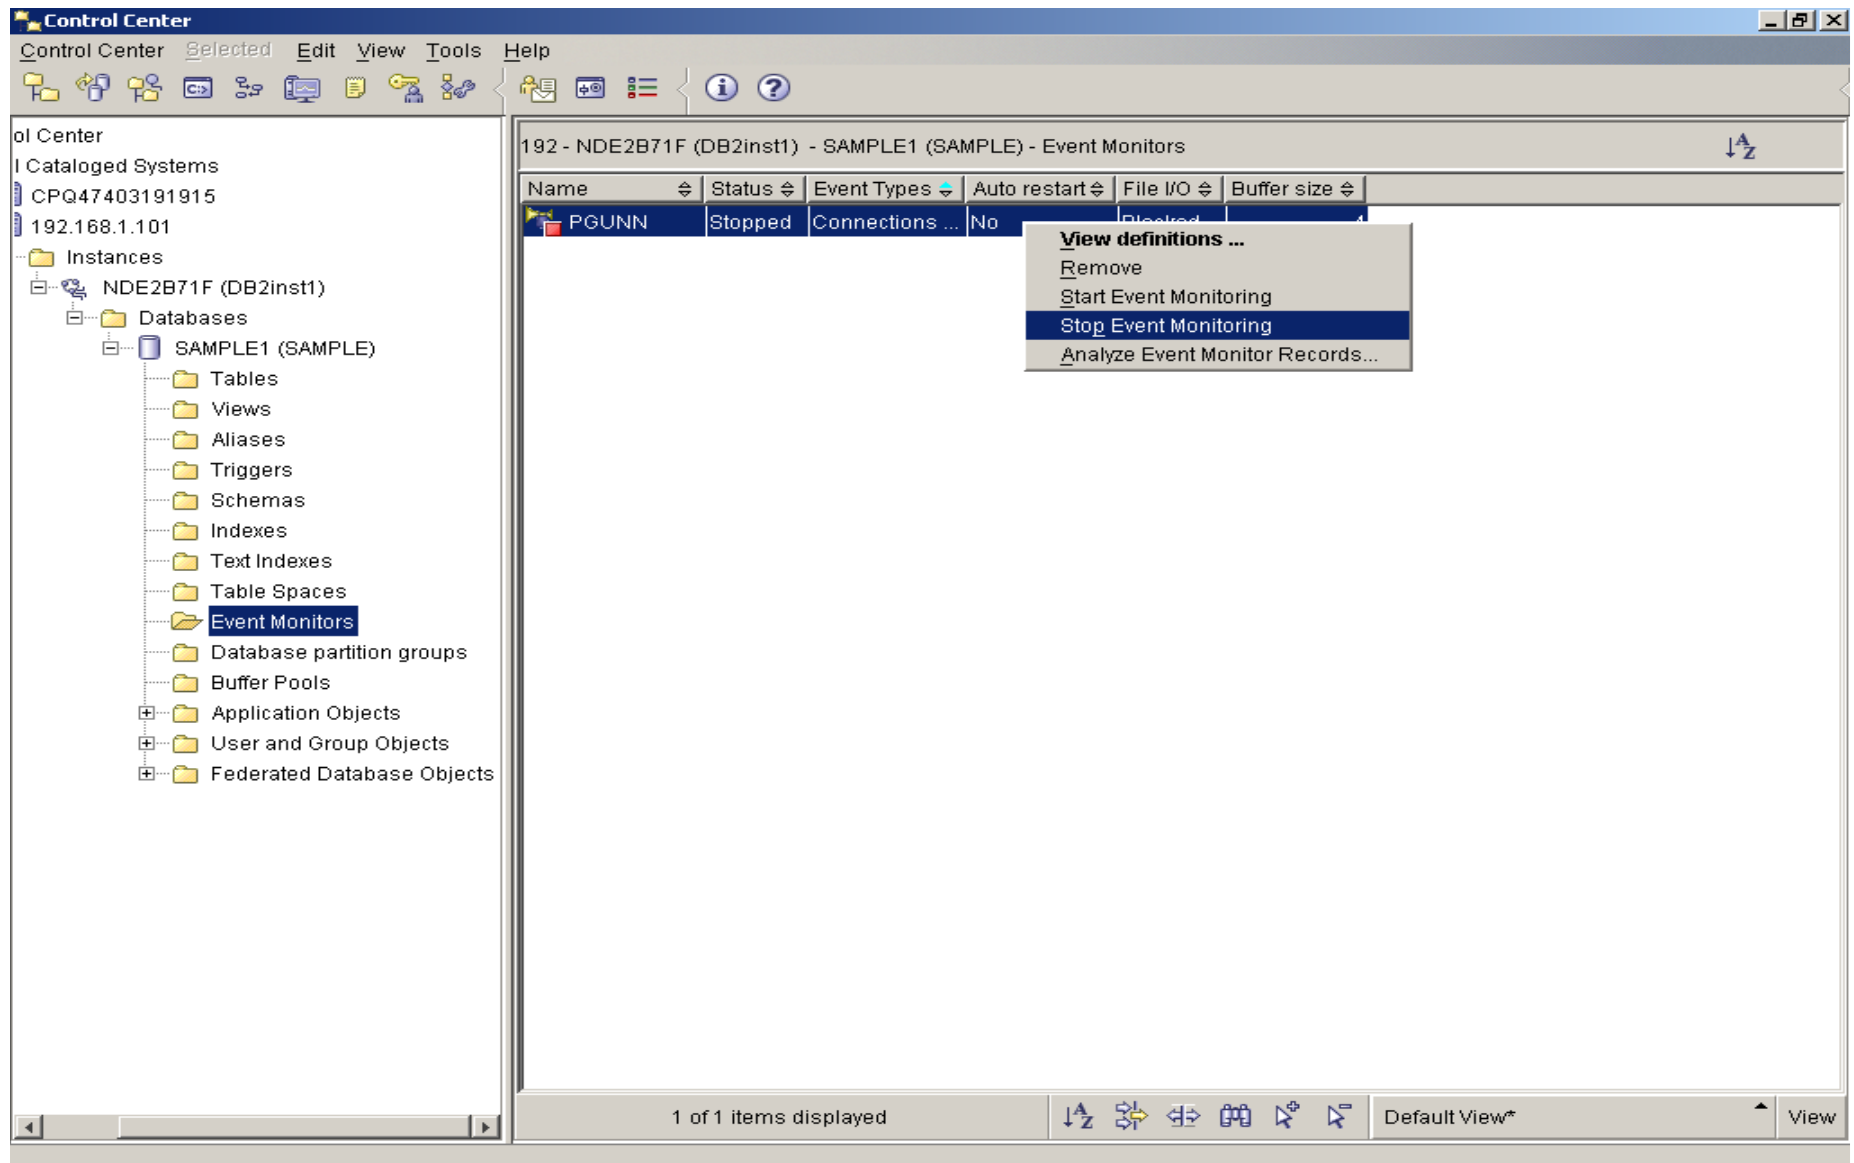 Control Center
Control Center Selected Edit View Tools Help
ol Center
l Cataloged Systems
CPQ47403191915
192.168.1.101
Instances
NDE2B71F (DB2inst1)
Databases
SAMPLE1 (SAMPLE)
Tables
Views
Aliases
Triggers
Schemas
Indexes
Text Indexes
Table Spaces
Event Monitors
Database partition groups
Buffer Pools
Application Objects
User and Group Objects
Federated Database Objects
192 - NDE2B71F (DB2inst1) - SAMPLE1 (SAMPLE) - Event Monitors
Name Status Event Types Auto restart File I/O Buffer size
PGUNN Stopped Connections ... No Blocked 4
View definitions ...
Remove
Start Event Monitoring
Stop Event Monitoring
Analyze Event Monitor Records...
1 of 1 items displayed
Default View*
View